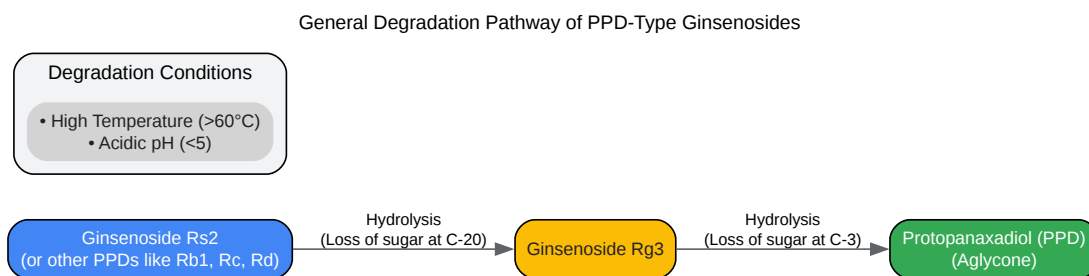 General Degradation Pathway of PPD-Type Ginsenosides
Degradation Conditions
• High Temperature (>60°C)
• Acidic pH (<5)
Ginsenoside Rs2
(or other PPDs like Rb1, Rc, Rd)
Hydrolysis
(Loss of sugar at C-20)
Ginsenoside Rg3
Hydrolysis
(Loss of sugar at C-3)
Protopanaxadiol (PPD)
(Aglycone)